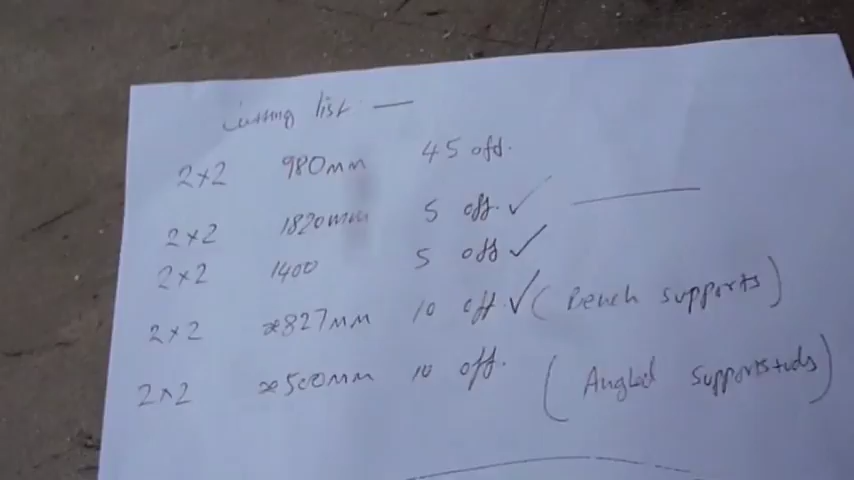 Cutting list —
2x2 980mm 45 off.
2x2 1820mm 5 off. ✓
2x2 1400 5 off ✓
2x2 ≈827mm 10 off. ✓ (Bench supports)
2x2 ≈500mm 10 off. (Angled Support studs)